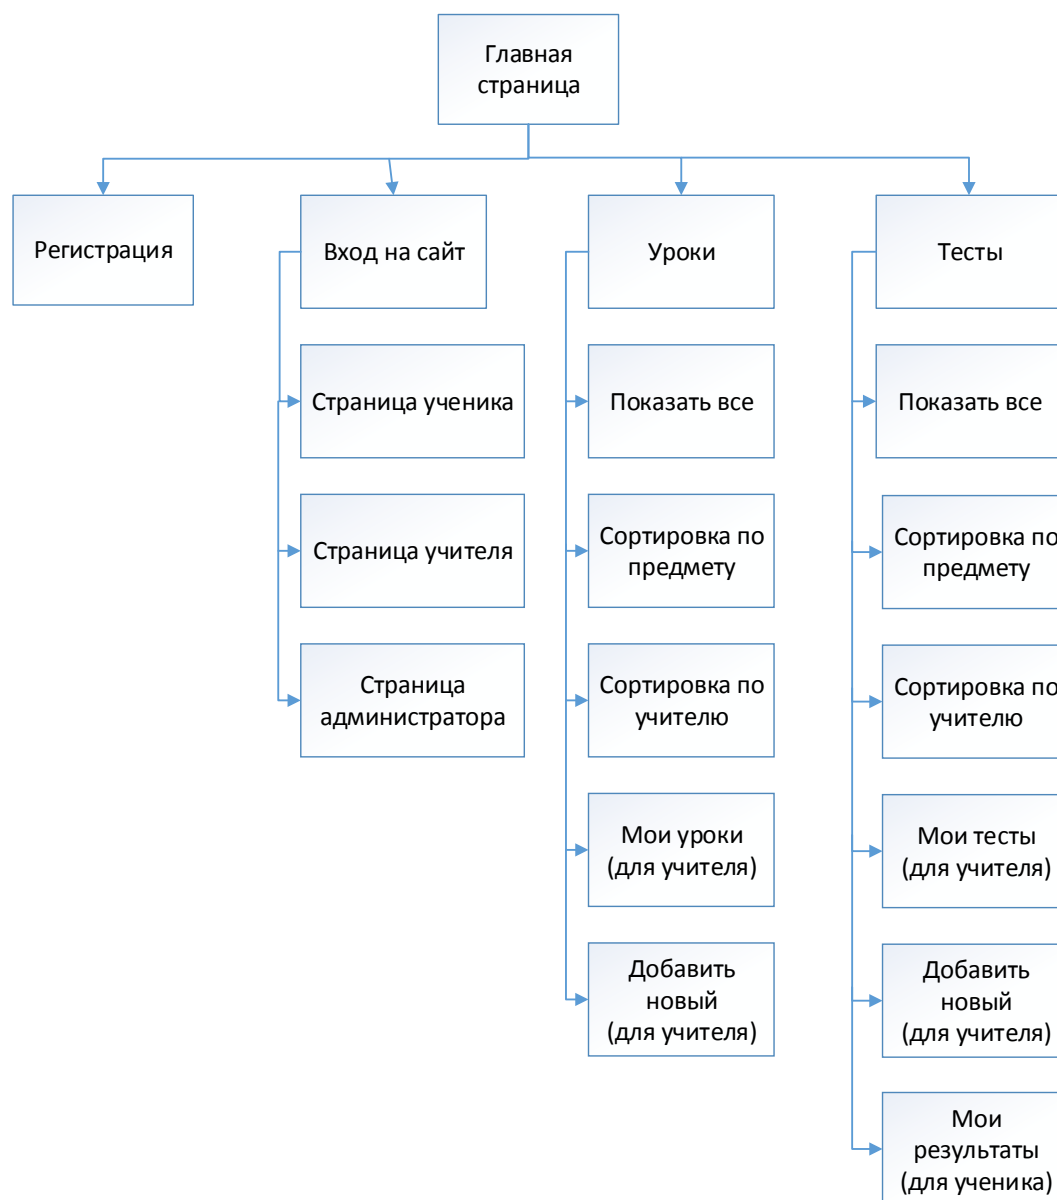 Главная
страница
Регистрация
Вход на сайт
Уроки
Тесты
Страница ученика
Показать все
Показать все
Страница учителя
Сортировка по
предмету
Сортировка по
предмету
Страница
администратора
Сортировка по
учителю
Сортировка по
учителю
Мои уроки
(для учителя)
Мои тесты
(для учителя)
Добавить
новый
(для учителя)
Добавить
новый
(для учителя)
Мои
результаты
(для ученика)